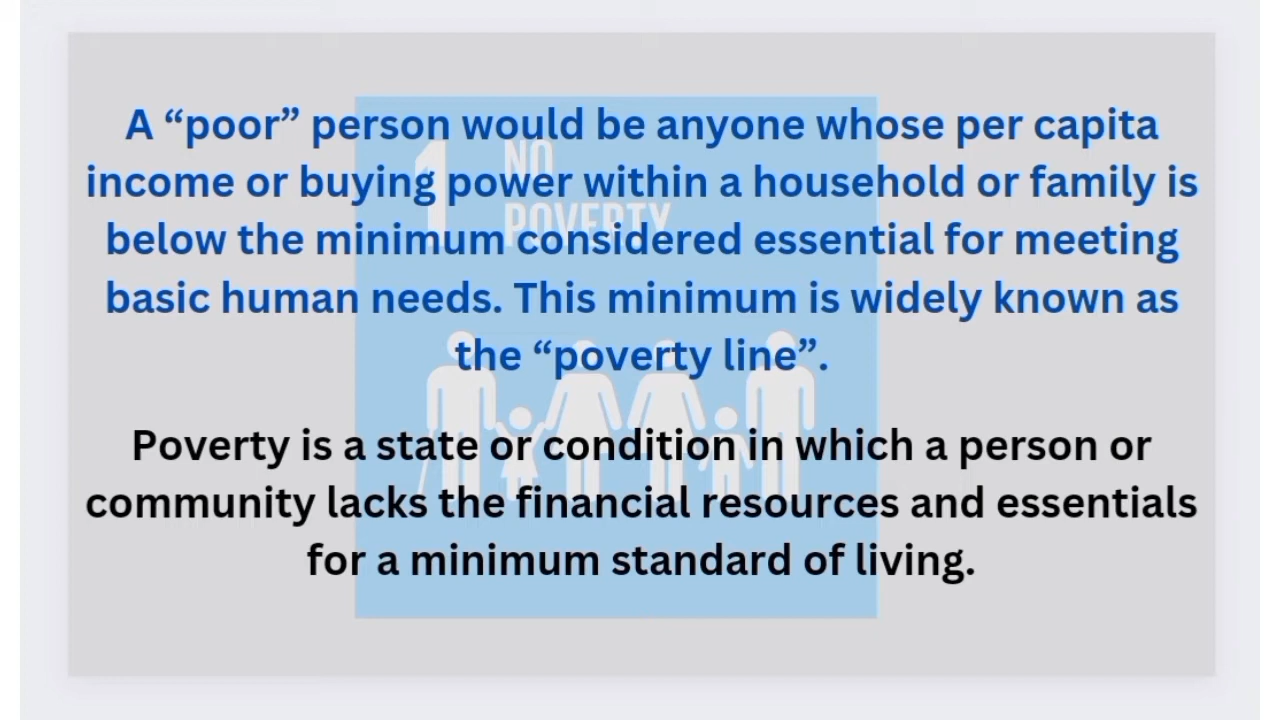 A “poor” person would be anyone whose per capita
income or buying power within a household or family is
below the minimum considered essential for meeting
basic human needs. This minimum is widely known as
the “poverty line”.
Poverty is a state or condition in which a person or
community lacks the financial resources and essentials
for a minimum standard of living.
1 NO
POVERTY